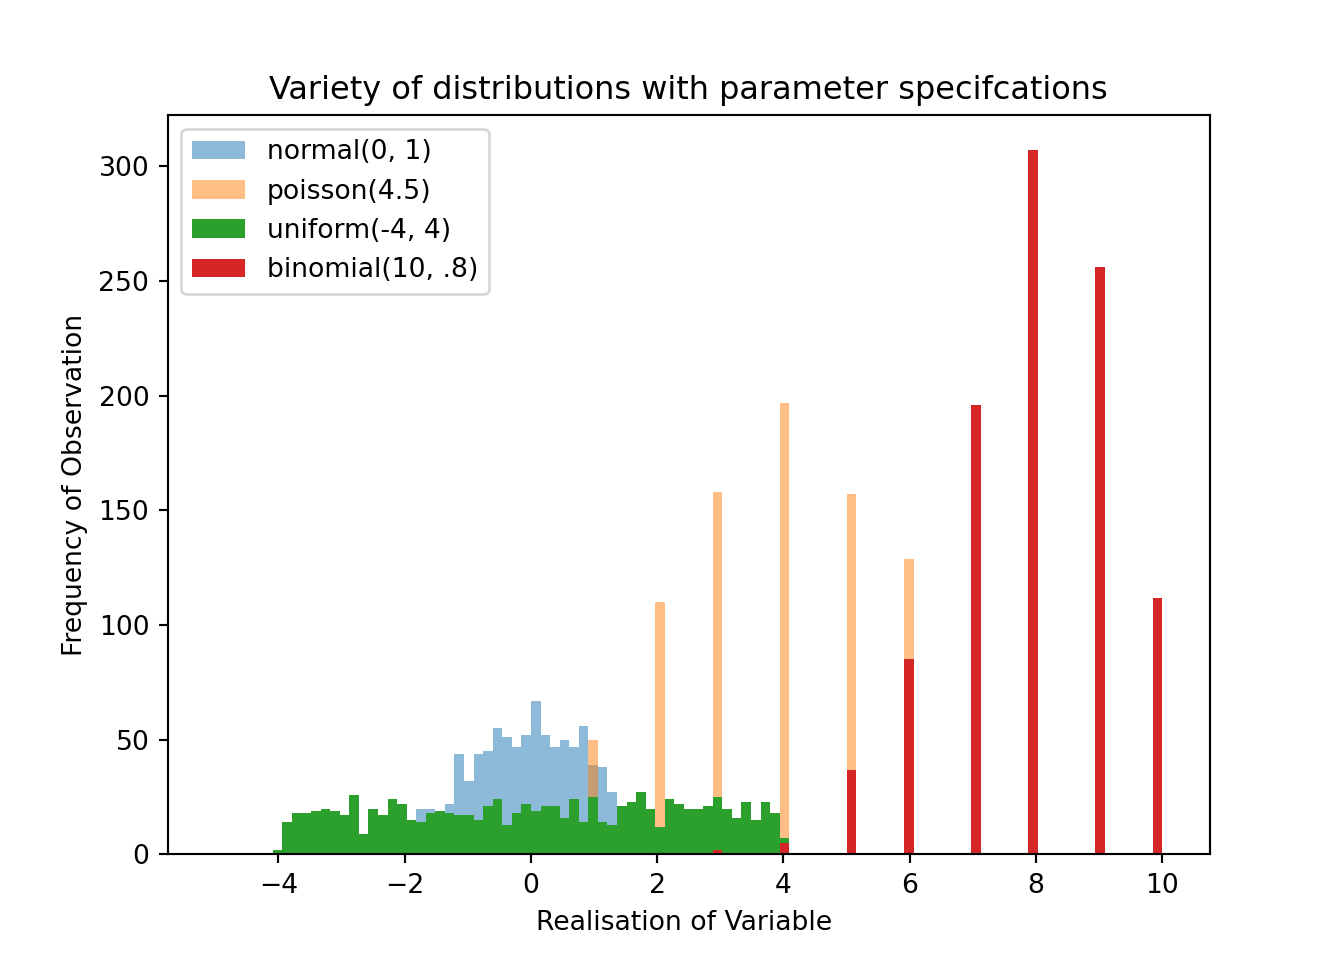 Variety of distributions with parameter specifcations
normal(0, 1)
poisson(4.5)
uniform(-4, 4)
binomial(10, .8)
Frequency of Observation
300
250
200
150
100
50
0
−4 −2 0 2 4 6 8 10
Realisation of Variable